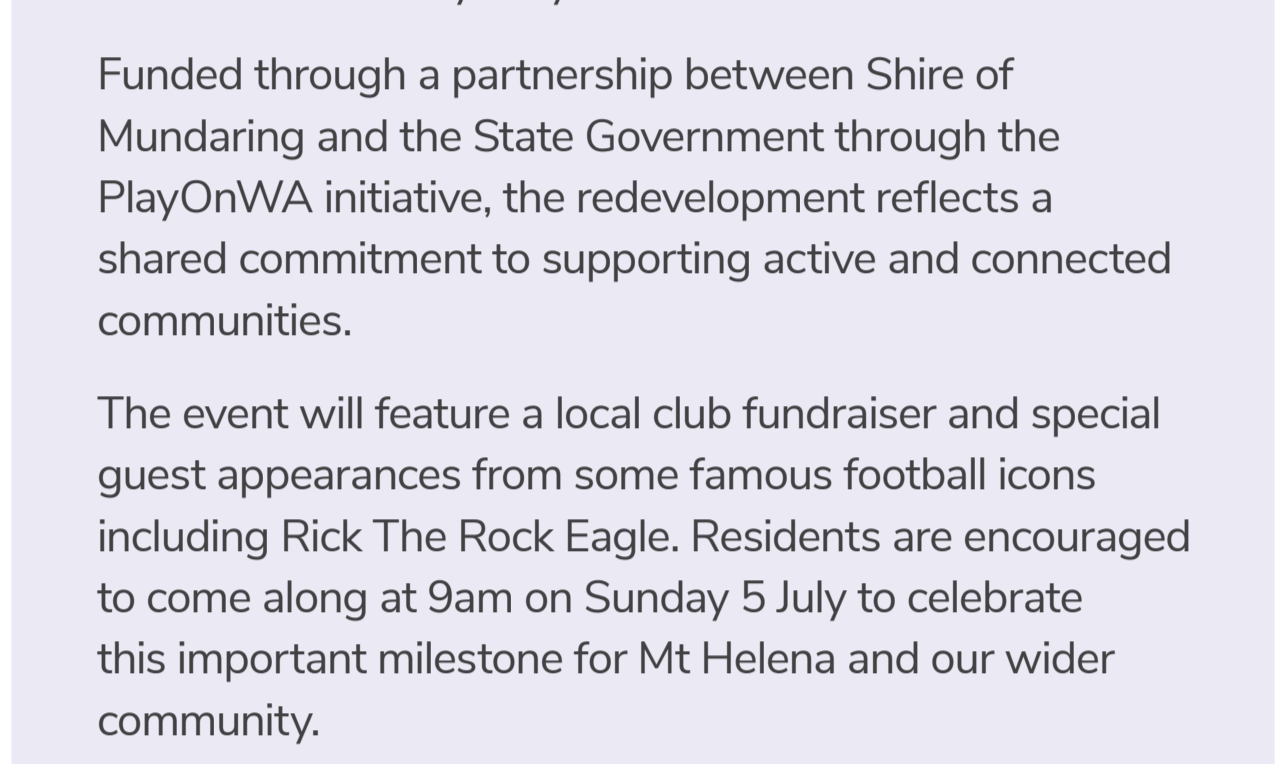 Funded through a partnership between Shire of
Mundaring and the State Government through the
PlayOnWA initiative, the redevelopment reflects a
shared commitment to supporting active and connected
communities.
The event will feature a local club fundraiser and special
guest appearances from some famous football icons
including Rick The Rock Eagle. Residents are encouraged
to come along at 9am on Sunday 5 July to celebrate
this important milestone for Mt Helena and our wider
community.